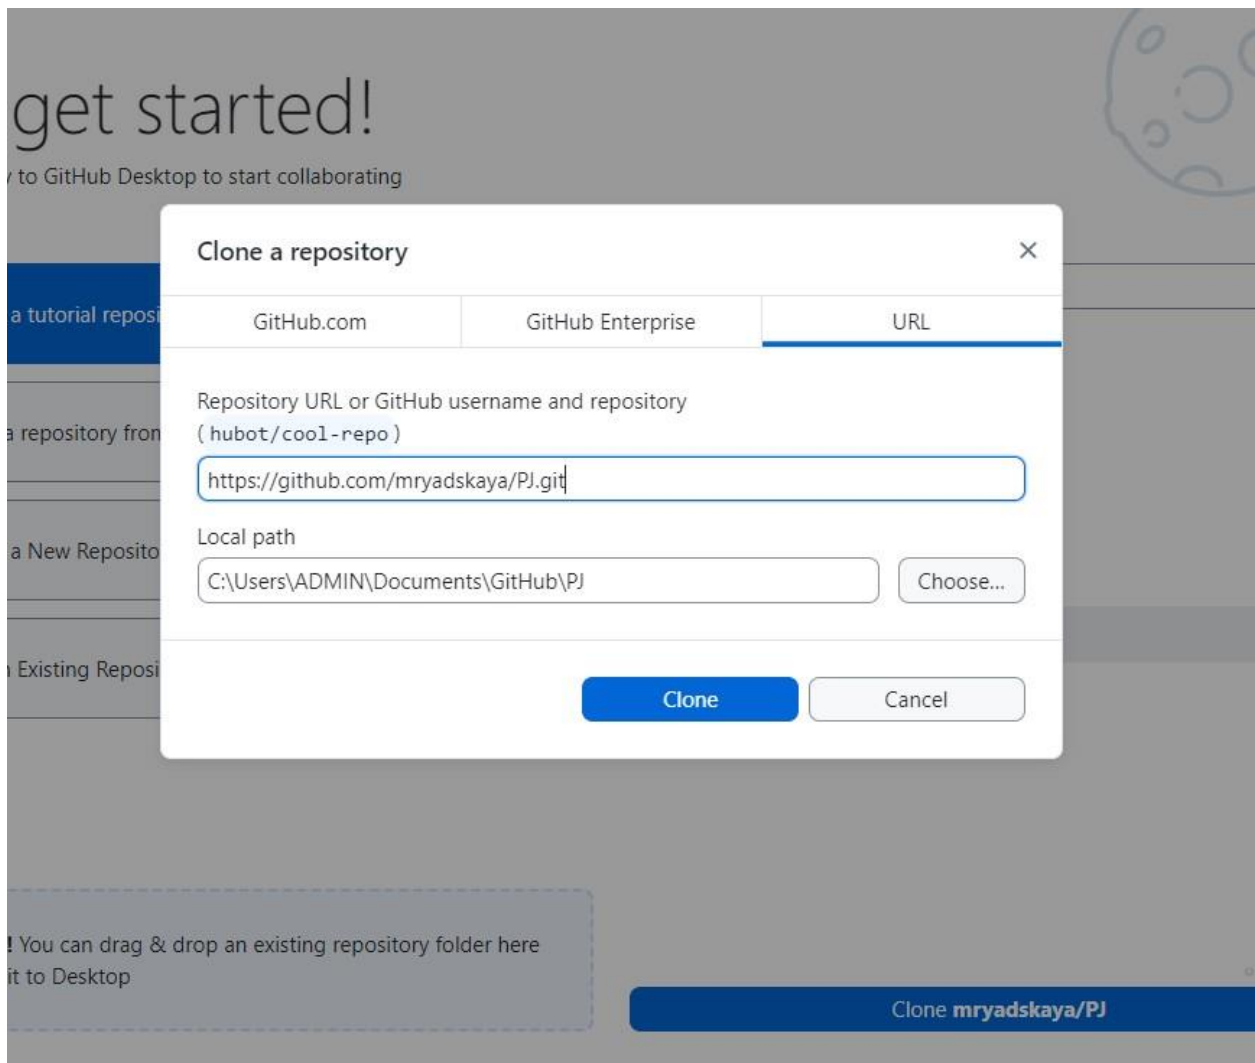 get started!
to GitHub Desktop to start collaborating
Clone a repository
a tutorial reposi
GitHub.com
GitHub Enterprise
URL
Repository URL or GitHub username and repository
(hubot/cool-repo)
a repository fron
https://github.com/mryadskaya/PJ.git
Local path
a New Reposito
C:\Users\ADMIN\Documents\GitHub\PJ
Choose...
Existing Reposi
Clone
Cancel
! You can drag & drop an existing repository folder here
it to Desktop
Clone mryadskaya/PJ